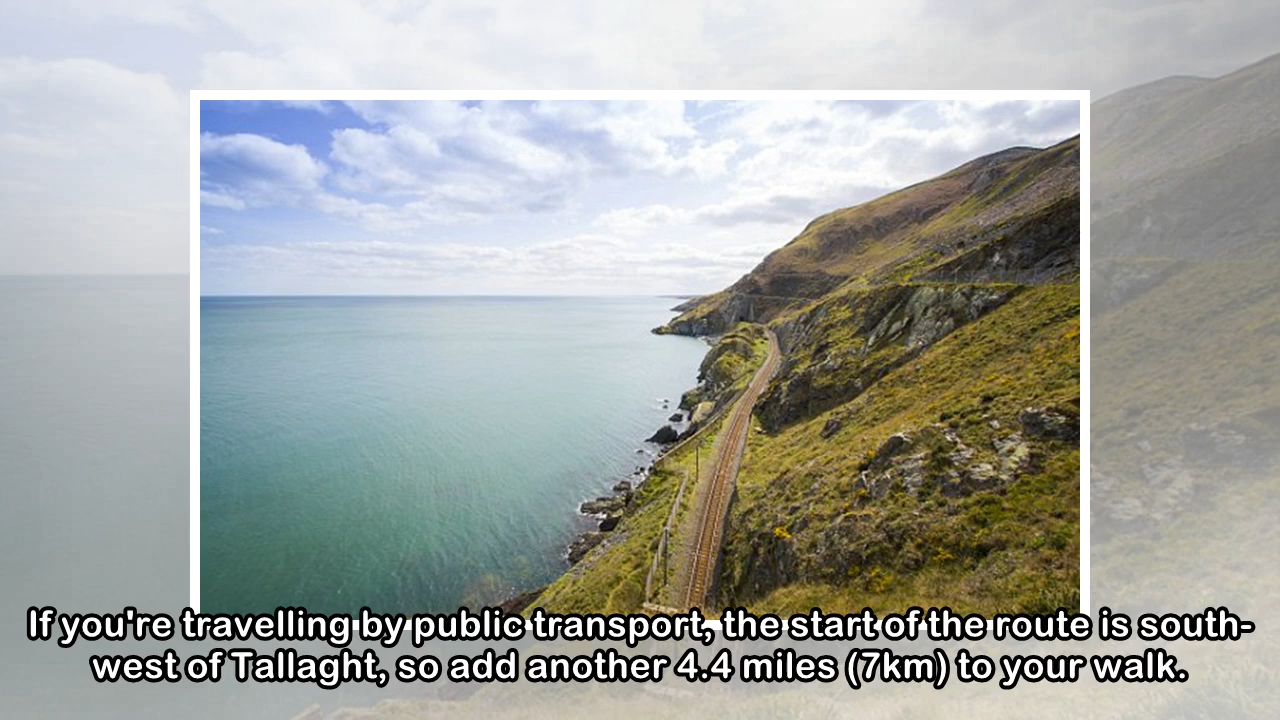 If you're travelling by public transport, the start of the route is south-
west of Tallaght, so add another 4.4 miles (7km) to your walk.